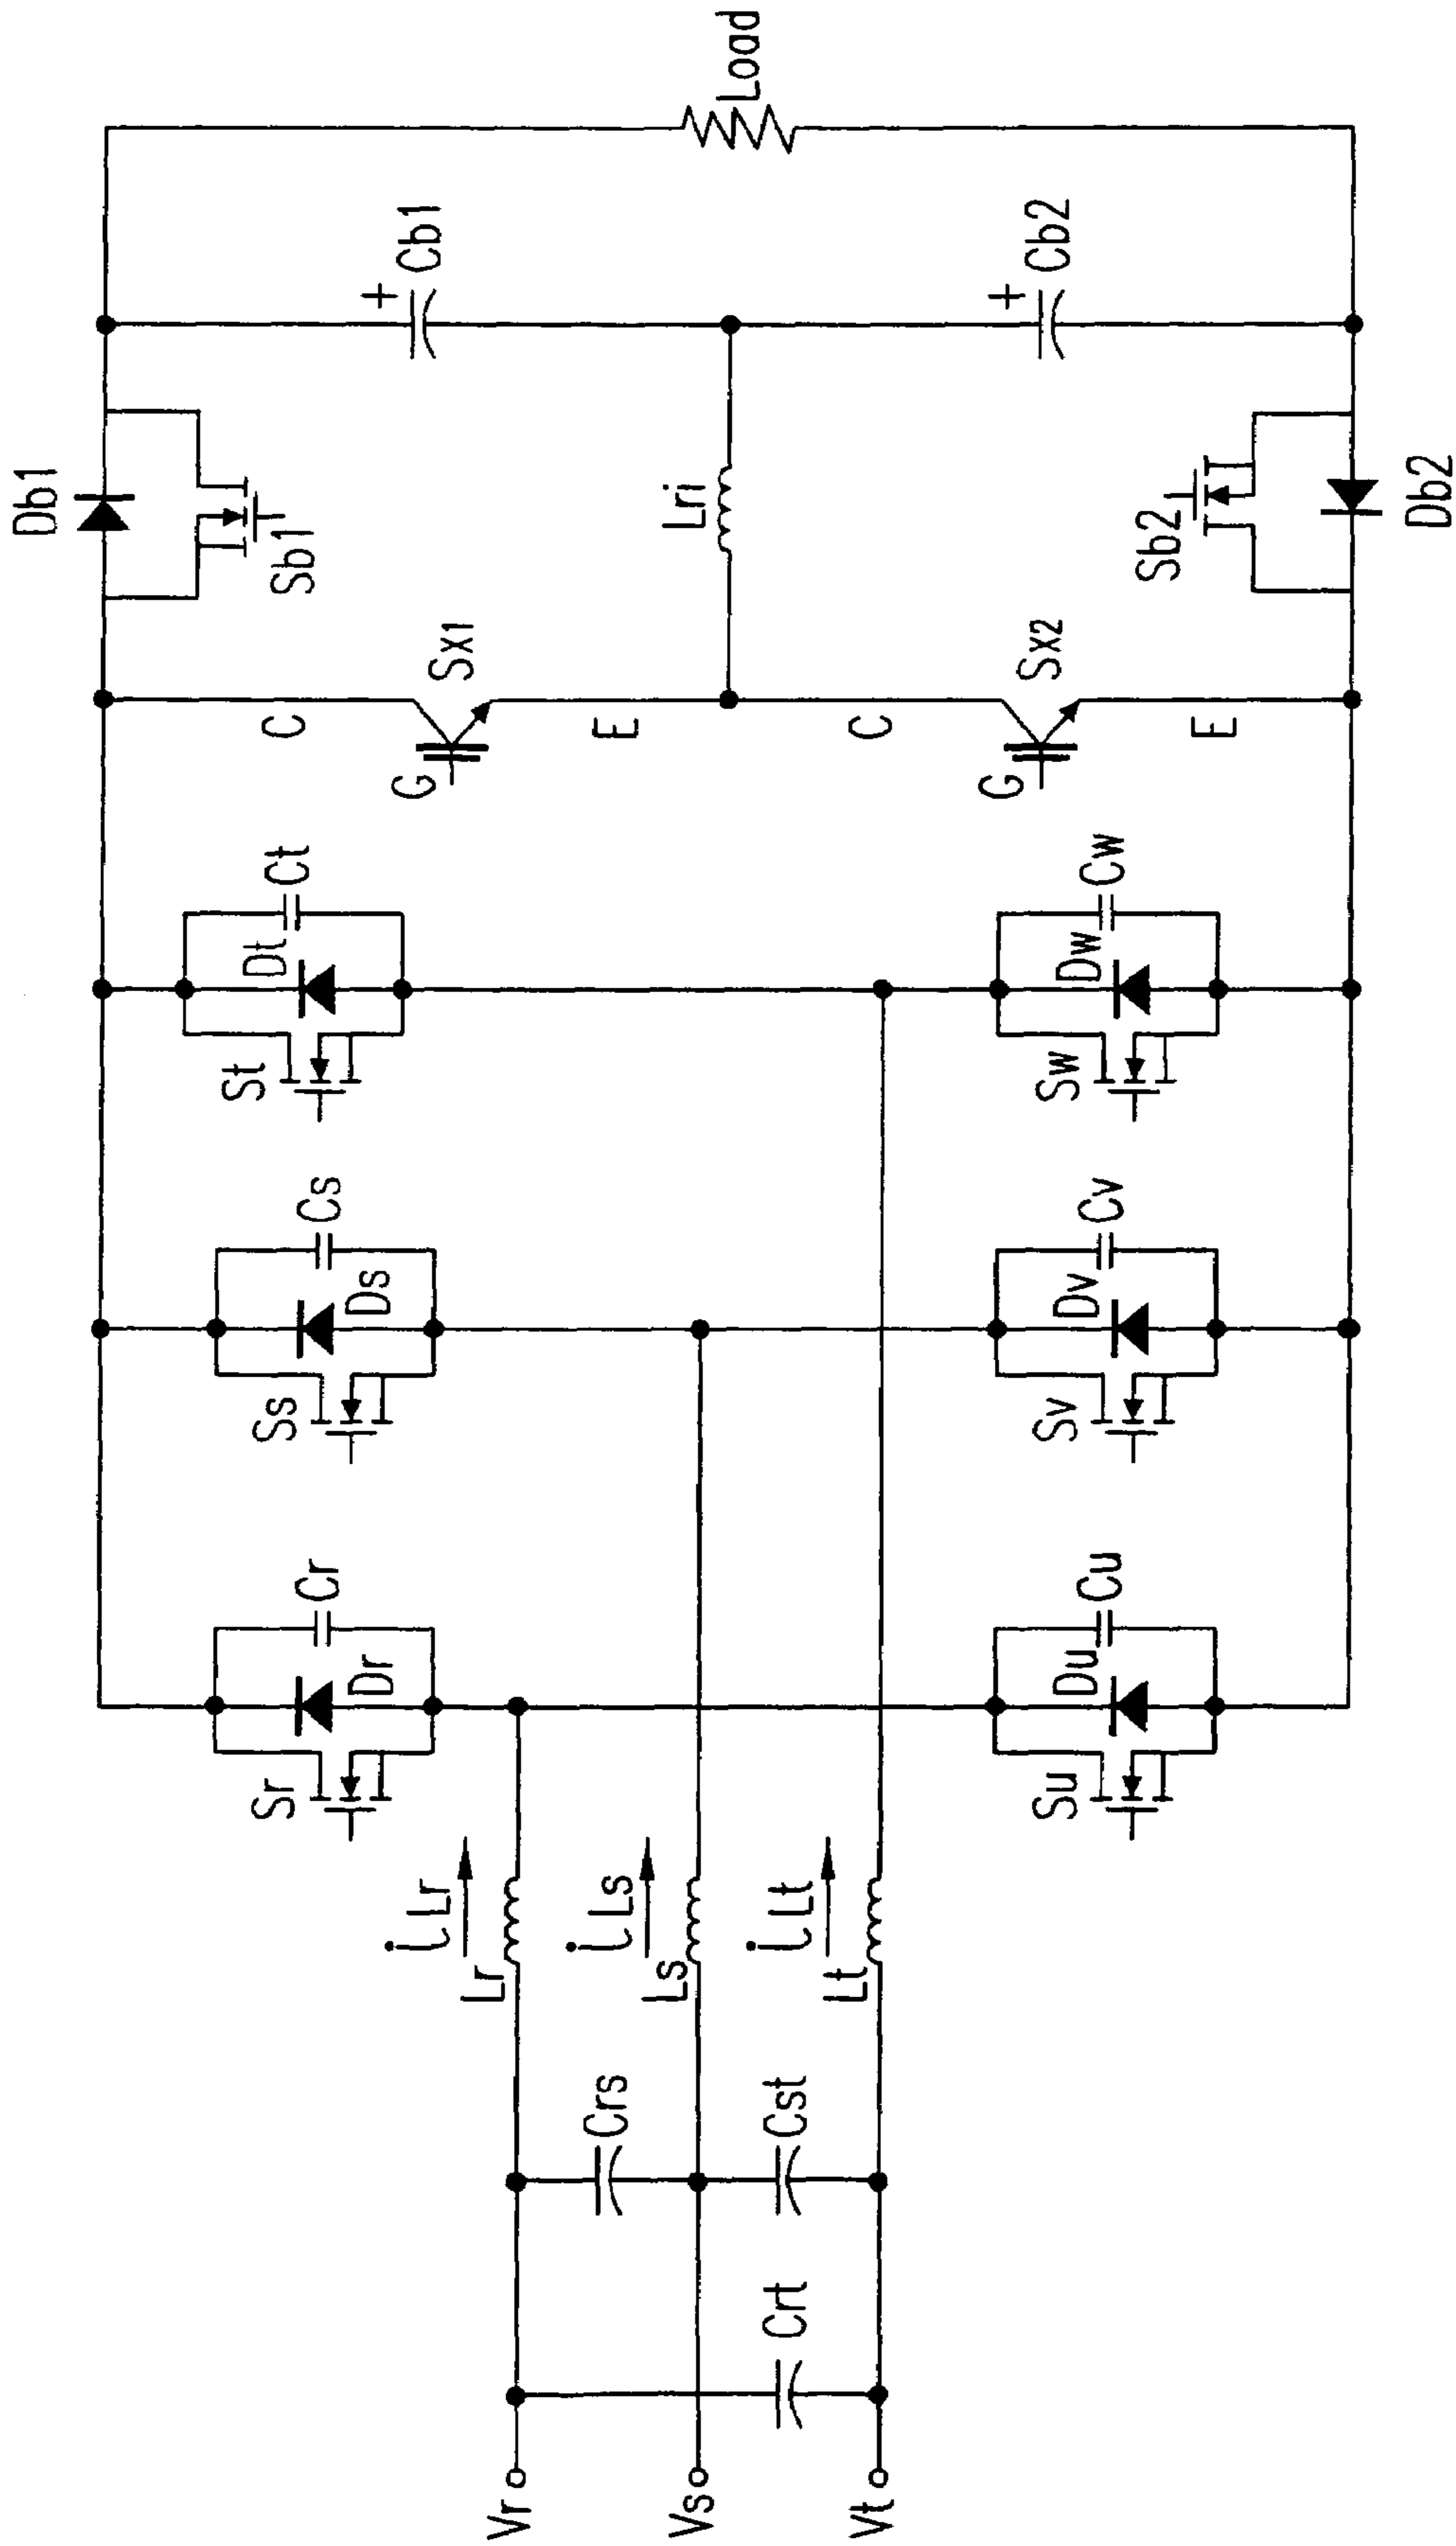 Vr
Vs
Vt
Crt
Crs
Cst
iLr
Lr
iLs
Ls
iLt
Lt
Sr
Dr
Cr
Su
Du
Cu
Ss
Ds
Cs
Sv
Dv
Cv
St
Dt
Ct
Sw
Dw
Cw
G
C
E
Sx1
G
C
E
Sx2
Db1
Sb1
Lri
Sb2
Db2
+
Cb1
+
Cb2
Load